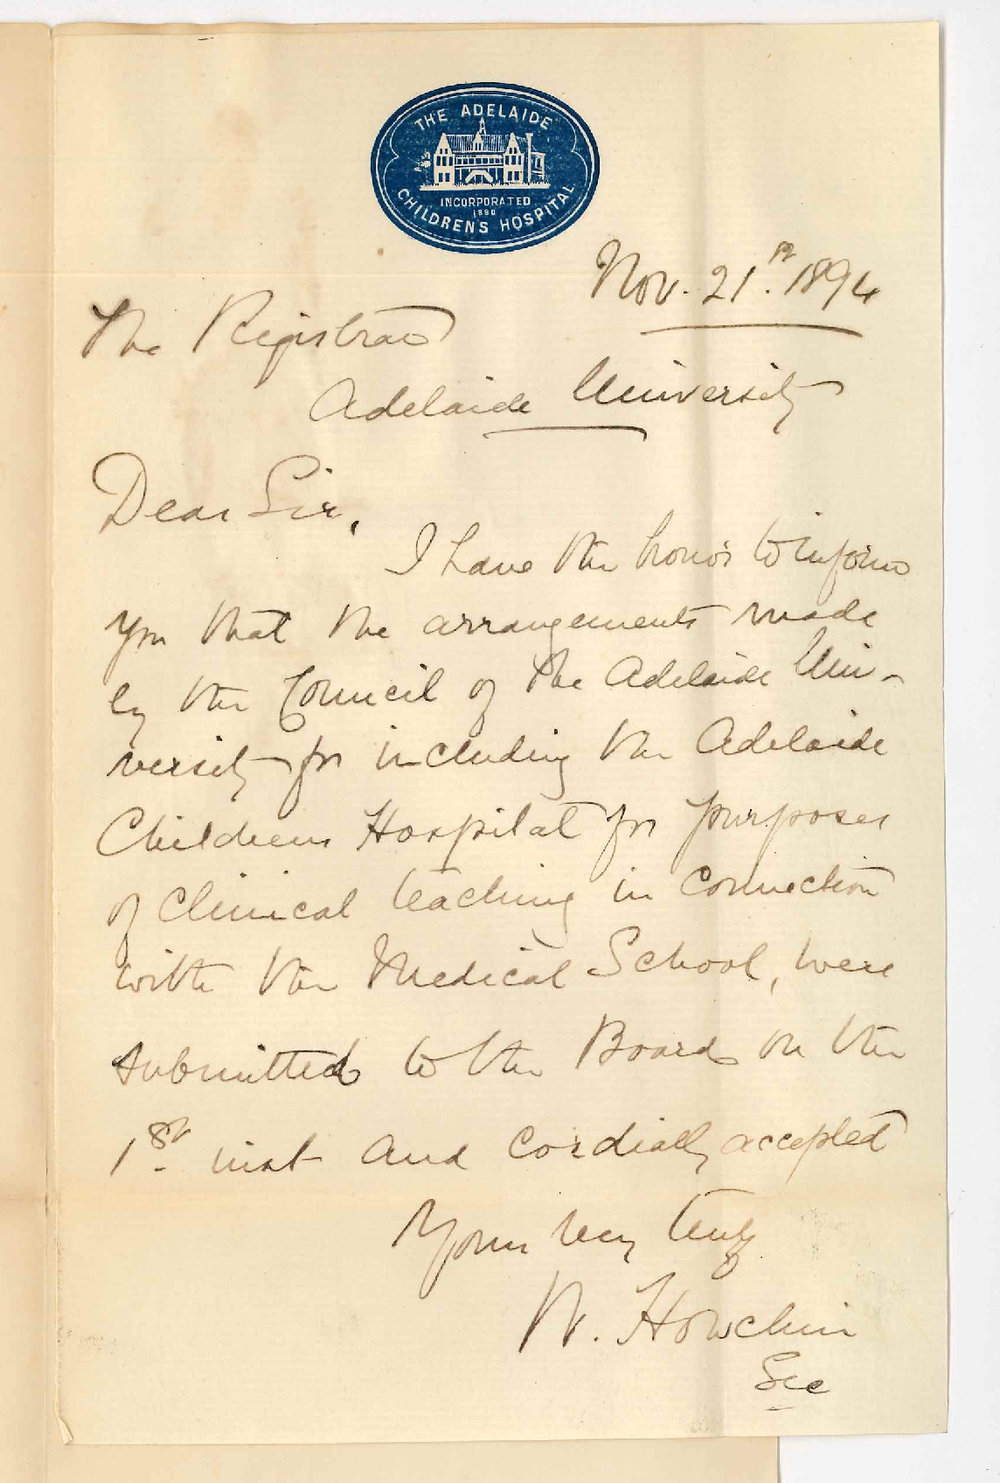 THE ADELAIDE
INCORPORATED
1880
CHILDREN'S HOSPITAL
Nov. 21st. 1894
The Registrar
Adelaide University
Dear Sir,
I have the honor to inform
you that the arrangements made
by the Council of the Adelaide Uni-
versity for including the Adelaide
Childrens Hospital for purposes
of clinical teaching in connection
with the Medical School, were
submitted to the Board on the
1st. inst and cordially accepted
Yours very truly
W. Howchin
Sec